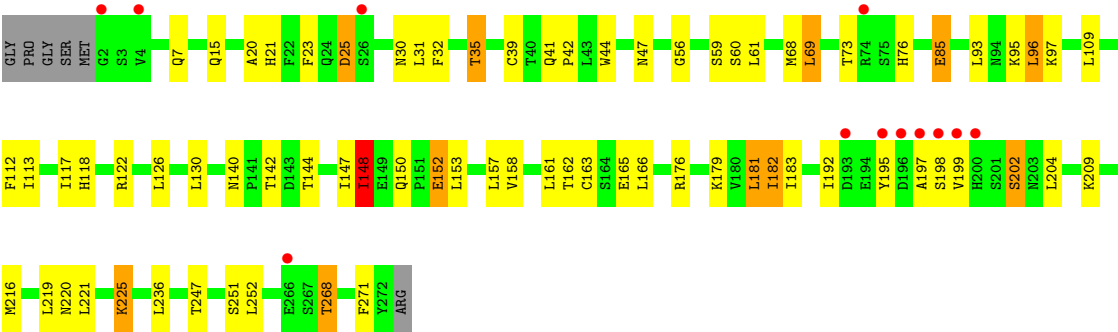 GLY PRO GLY SER MET G2 S3 V4 Q7 Q15 A20 H21 F22 F23 Q24 D25 S26 N30 L31 F32 T35 C39 T40 Q41 P42 L43 W44 N47 G56 S59 S60 L61 M68 L69 T73 R74 S75 H76 E85 L93 N94 K95 L96 K97 L109
F112 I113 I117 H118 R122 L126 L130 N140 P141 T142 D143 T144 I147 I148 E149 Q150 P151 E152 L153 L157 V158 L161 T162 C163 S164 E165 L166 R176 K179 V180 L181 I182 I183 I192 D193 E194 Y195 D196 A197 S198 V199 H200 S201 S202 N203 L204 K209
M216 L219 N220 L221 K225 L236 T247 S251 L252 E266 S267 T268 F271 Y272 ARG